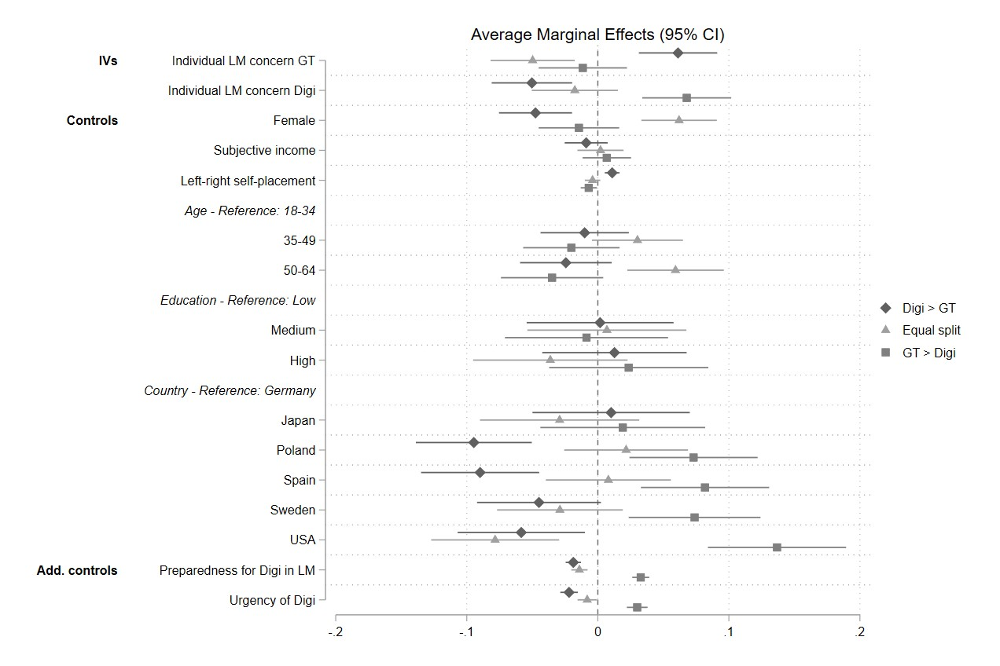 Average Marginal Effects (95% CI)
IVs Individual LM concern GT
Individual LM concern Digi
Controls Female
Subjective income
Left-right self-placement
Age - Reference: 18-34
35-49
50-64
Education - Reference: Low
Medium
High
Country - Reference: Germany
Japan
Poland
Spain
Sweden
USA
Add. controls Preparedness for Digi in LM
Urgency of Digi
-.2 -.1 0 .1 .2
Digi > GT
Equal split
GT > Digi